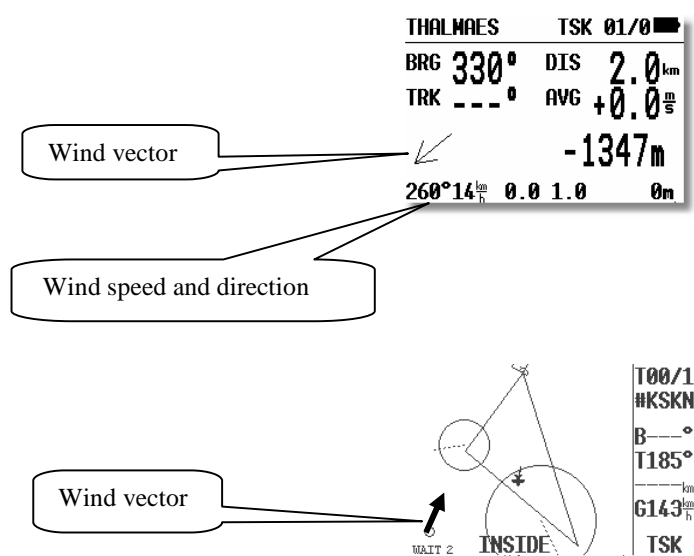 THALMAES TSK 01/0
BRG 330° DIS 2.0km
TRK ---° AVG +0.0m/s
Wind vector
-1347m
260°14km/h 0.0 1.0 0m
Wind speed and direction
T00/1
#KSKN
B---°
T185°
-----km
Wind vector
G143km/h
WAIT 2 INSIDE TSK